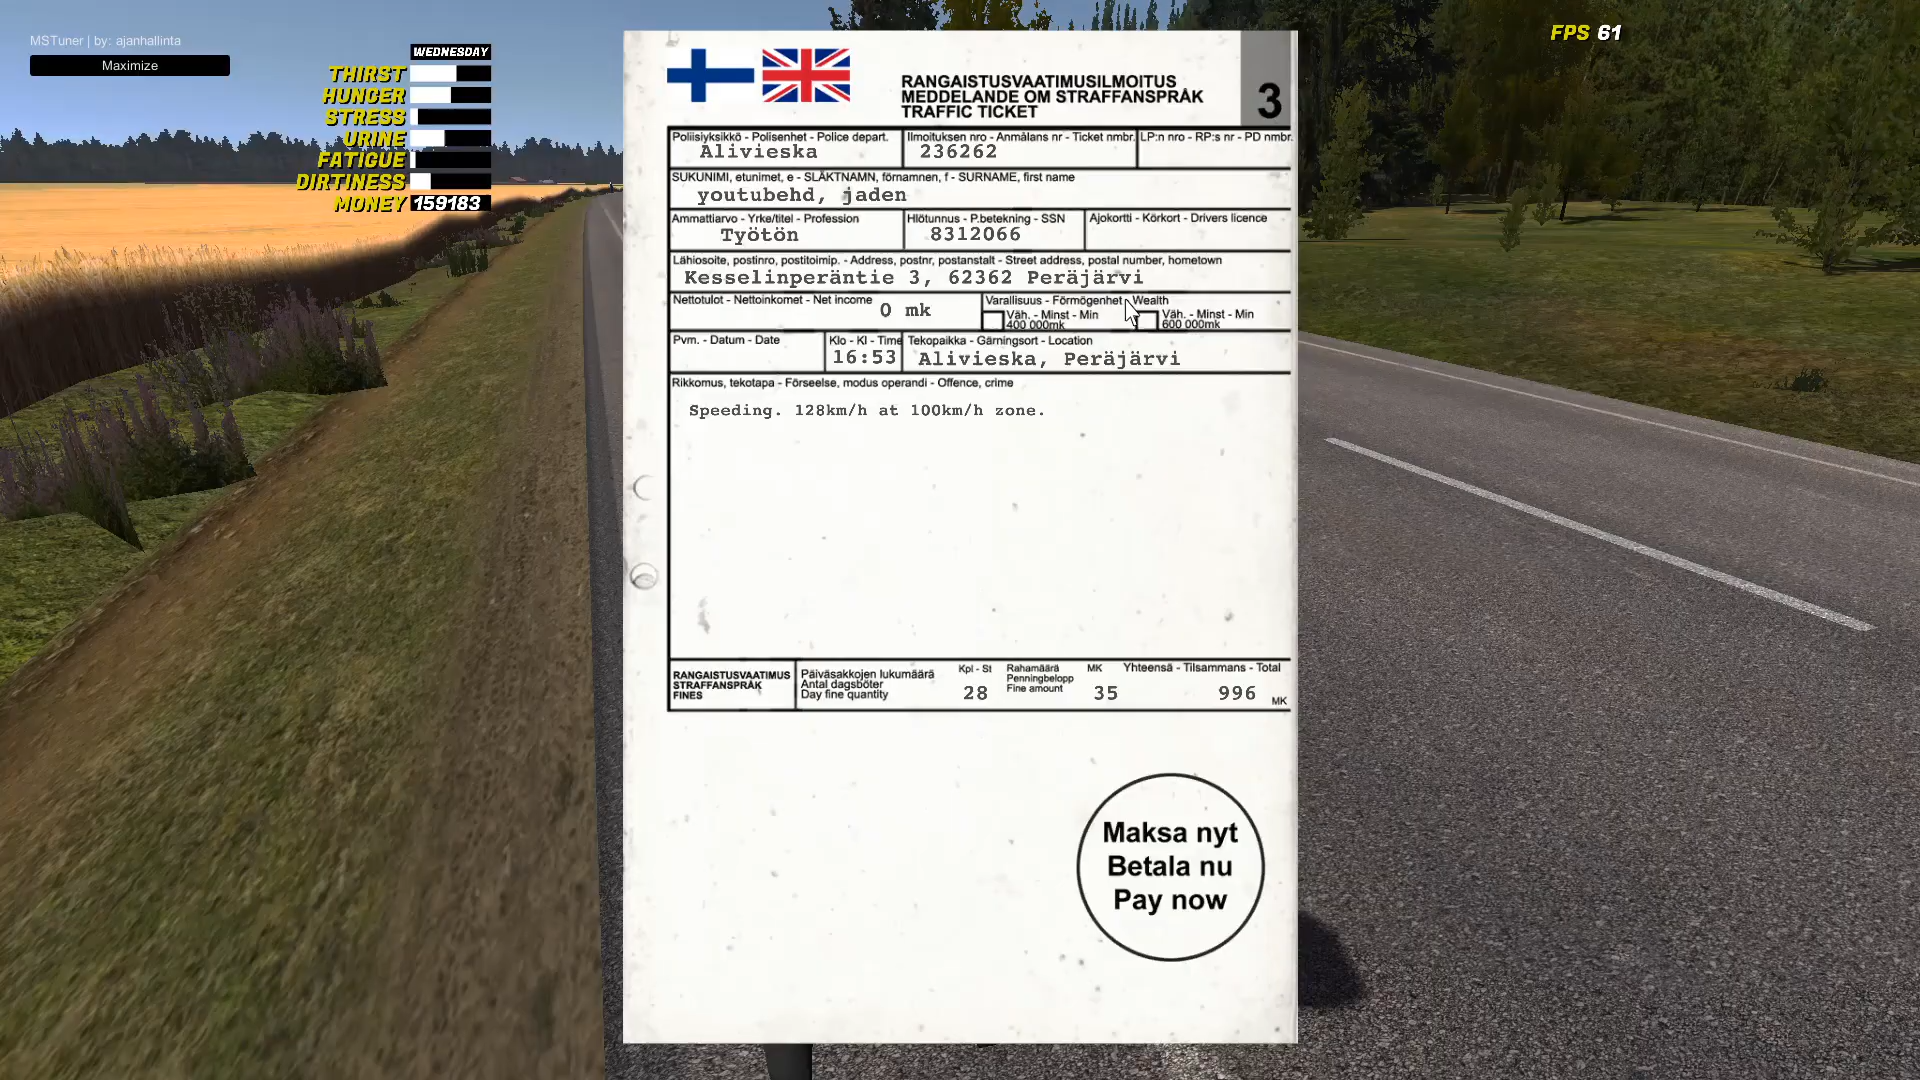 MSTuner | by: ajanhallinta
Maximize
WEDNESDAY
THIRST
HUNGER
STRESS
URINE
FATIGUE
DIRTINESS
MONEY 159183
FPS 61
RANGAISTUSVAATIMUSILMOITUS
MEDDELANDE OM STRAFFANSPRÅK
TRAFFIC TICKET
3
Poliisiyksikkö - Polisenhet - Police depart.
Alivieska
Ilmoituksen nro - Anmälans nr - Ticket nmbr.
236262
LP:n nro - RP:s nr - PD nmbr.
SUKUNIMI, etunimet, e - SLÄKTNAMN, förnamnen, f - SURNAME, first name
youtubehd, jaden
Ammattiarvo - Yrke/titel - Profession
Työtön
Hlötunnus - P.betekning - SSN
8312066
Ajokortti - Körkort - Drivers licence
Lähiosoite, postinro, postitoimip. - Address, postnr, postanstalt - Street address, postal number, hometown
Kesselinperäntie 3, 62362 Peräjärvi
Nettotulot - Nettoinkomet - Net income
0 mk
Varallisuus - Förmögenhet - Wealth
Väh. - Minst - Min
400 000mk
Väh. - Minst - Min
600 000mk
Pvm. - Datum - Date
Klo - Kl - Time
16:53
Tekopaikka - Gärningsort - Location
Alivieska, Peräjärvi
Rikkomus, tekotapa - Förseelse, modus operandi - Offence, crime
Speeding. 128km/h at 100km/h zone.
RANGAISTUSVAATIMUS
STRAFFANSPRÅK
FINES
Päiväsakkojen lukumäärä
Antal dagsböter
Day fine quantity
Kpl - St
28
Rahamäärä
Penningbelopp
Fine amount
MK
35
Yhteensä - Tilsammans - Total
996
MK
Maksa nyt
Betala nu
Pay now